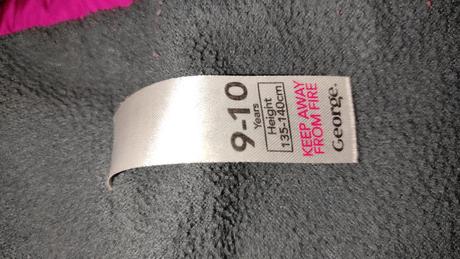 9-10
Years
Height
135-140cm
KEEP AWAY
FROM FIRE
George.